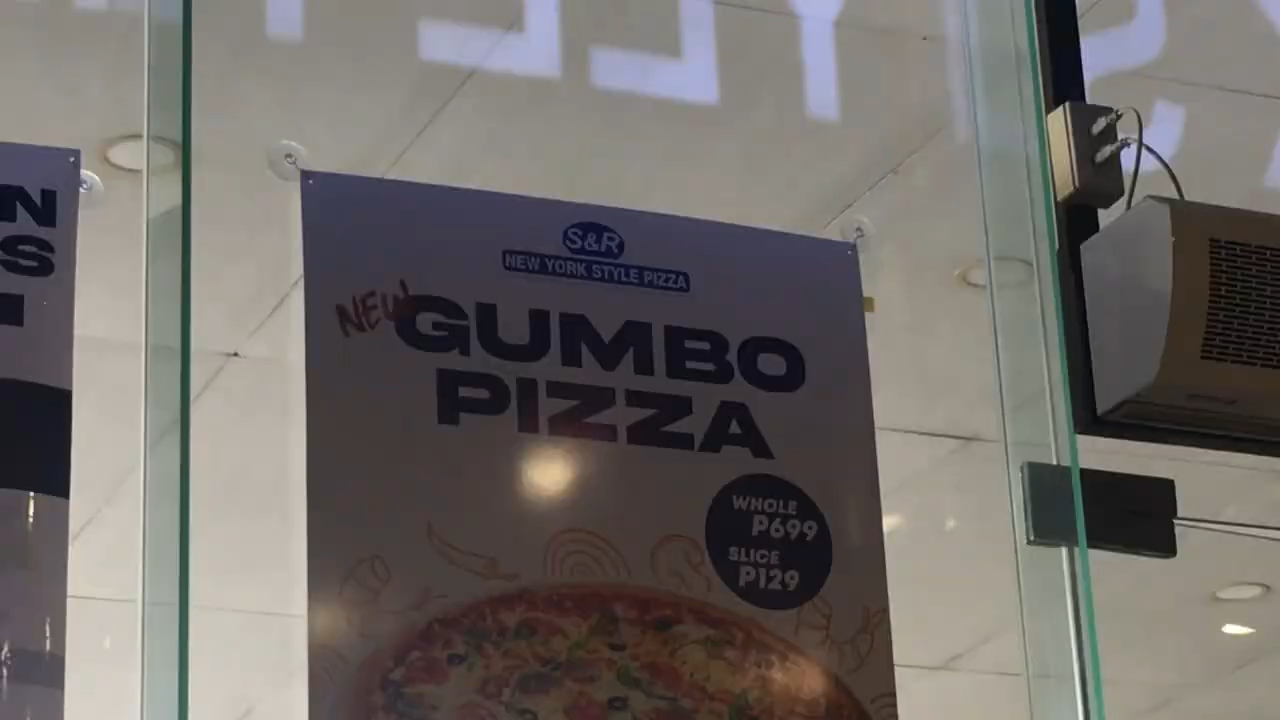 N
S
S&R
NEW YORK STYLE PIZZA
NEW
GUMBO
PIZZA
WHOLE
P699
SLICE
P129